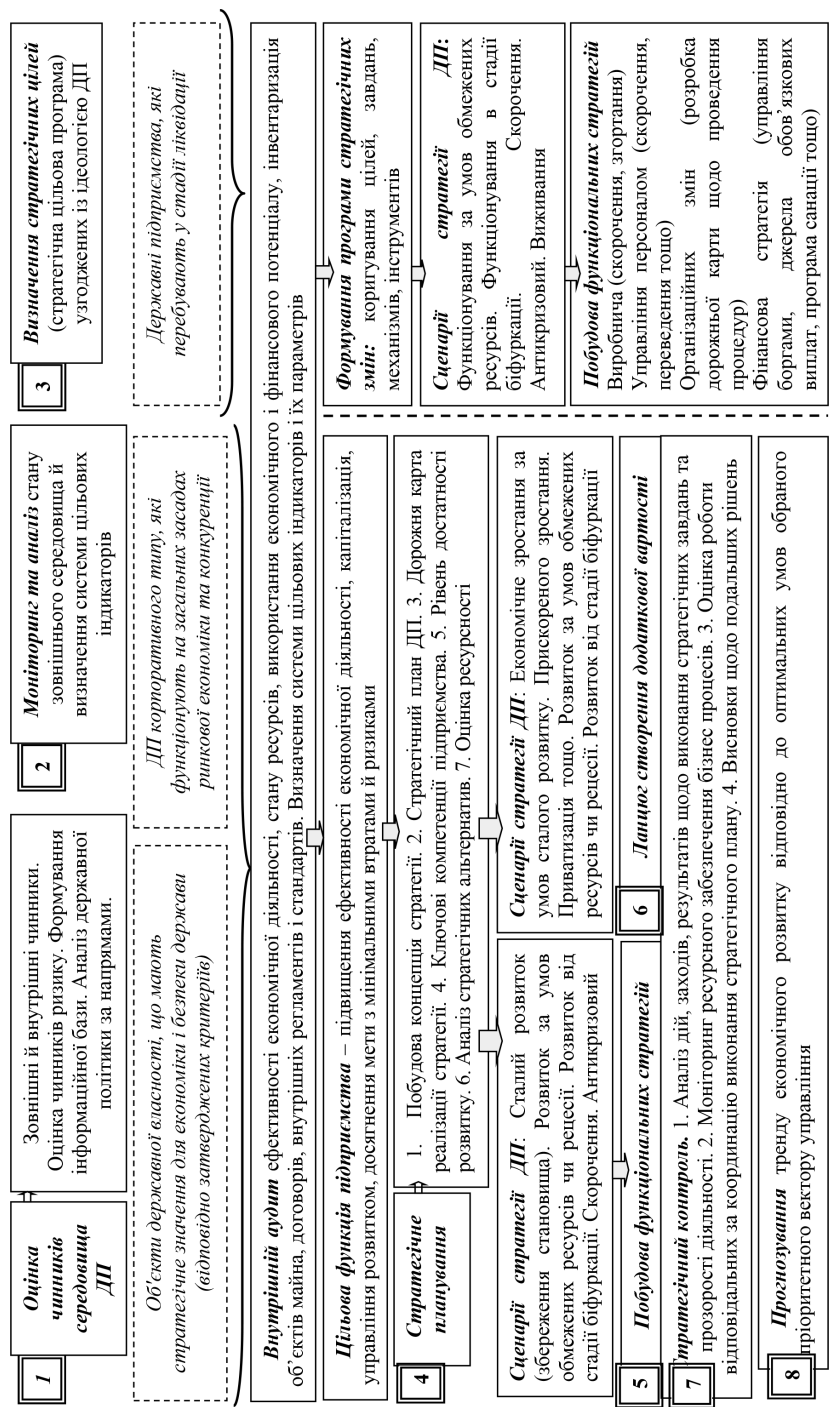 1
Оцінка
чинників
середовища
ДП
Зовнішні й внутрішні чинники.
Оцінка чинників ризику. Формування
інформаційної бази. Аналіз державної
політики за напрямами.
2
Моніторинг та аналіз стану
зовнішнього середовища й
визначення системи цільових
індикаторів
3
Визначення стратегічних цілей
(стратегічна цільова програма)
узгоджених із ідеологією ДП
Об'єкти державної власності, що мають
стратегічне значення для економіки і безпеки держави
(відповідно затверджених критеріїв)
ДП корпоративного типу, які
функціонують на загальних засадах
ринкової економіки та конкуренції
Державні підприємства, які
перебувають у стадії ліквідації
Внутрішній аудит ефективності економічної діяльності, стану ресурсів, використання економічного і фінансового потенціалу, інвентаризація
об'єктів майна, договорів, внутрішніх регламентів і стандартів. Визначення системи цільових індикаторів і їх параметрів
Цільова функція підприємства – підвищення ефективності економічної діяльності, капіталізація,
управління розвитком, досягнення мети з мінімальними втратами й ризиками
4
Стратегічне
планування
1. Побудова концепція стратегії. 2. Стратегічний план ДП. 3. Дорожня карта
реалізації стратегії. 4. Ключові компетенції підприємства. 5. Рівень достатності
розвитку. 6. Аналіз стратегічних альтернатив. 7. Оцінка ресурсності
Сценарії стратегії ДП: Сталий розвиток
(збереження становища). Розвиток за умов
обмежених ресурсів чи рецесії. Розвиток від
стадії біфуркації. Скорочення. Антикризовий
Сценарії стратегії ДП: Економічне зростання за
умов сталого розвитку. Прискореного зростання.
Приватизація тощо. Розвиток за умов обмежених
ресурсів чи рецесії. Розвиток від стадії біфуркації
5
Побудова функціональних стратегій
6
Ланцюг створення додаткової вартості
7
Стратегічний контроль. 1. Аналіз дій, заходів, результатів щодо виконання стратегічних завдань та
прозорості діяльності. 2. Моніторинг ресурсного забезпечення бізнес процесів. 3. Оцінка роботи
відповідальних за координацію виконання стратегічного плану. 4. Висновки щодо подальших рішень
8
Прогнозування тренду економічного розвитку відповідно до оптимальних умов обраного
пріоритетного вектору управління
Формування програми стратегічних
змін: коригування цілей, завдань,
механізмів, інструментів
Сценарії стратегії ДП:
Функціонування за умов обмежених
ресурсів. Функціонування в стадії
біфуркації. Скорочення.
Антикризовий. Виживання
Побудова функціональних стратегій
Виробнича (скорочення, згортання)
Управління персоналом (скорочення,
переведення тощо)
Організаційних змін (розробка
дорожньої карти щодо проведення
процедур)
Фінансова стратегія (управління
боргами, джерела обов'язкових
виплат, програма санації тощо)